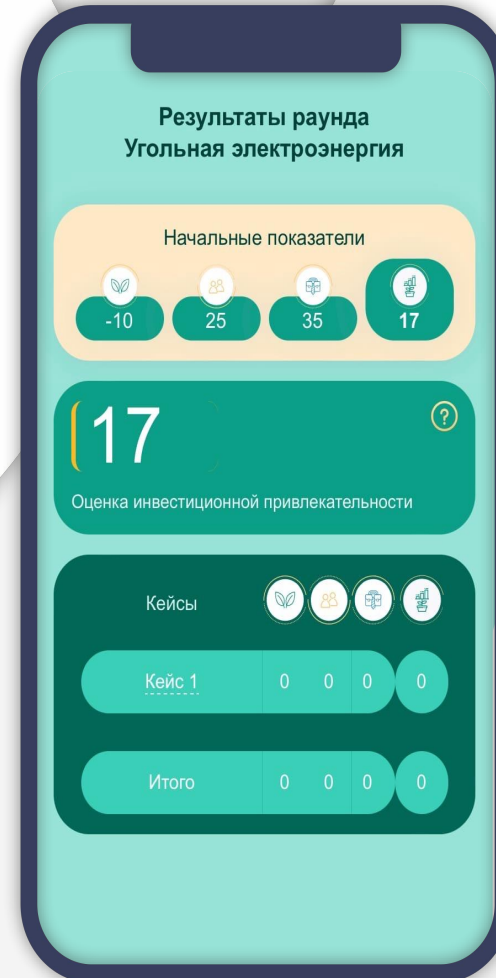 Результаты раунда
Угольная электроэнергия
Начальные показатели
-10 25 35 17
17
?
Оценка инвестиционной привлекательности
Кейсы
Кейс 1 0 0 0 0
Итого 0 0 0 0